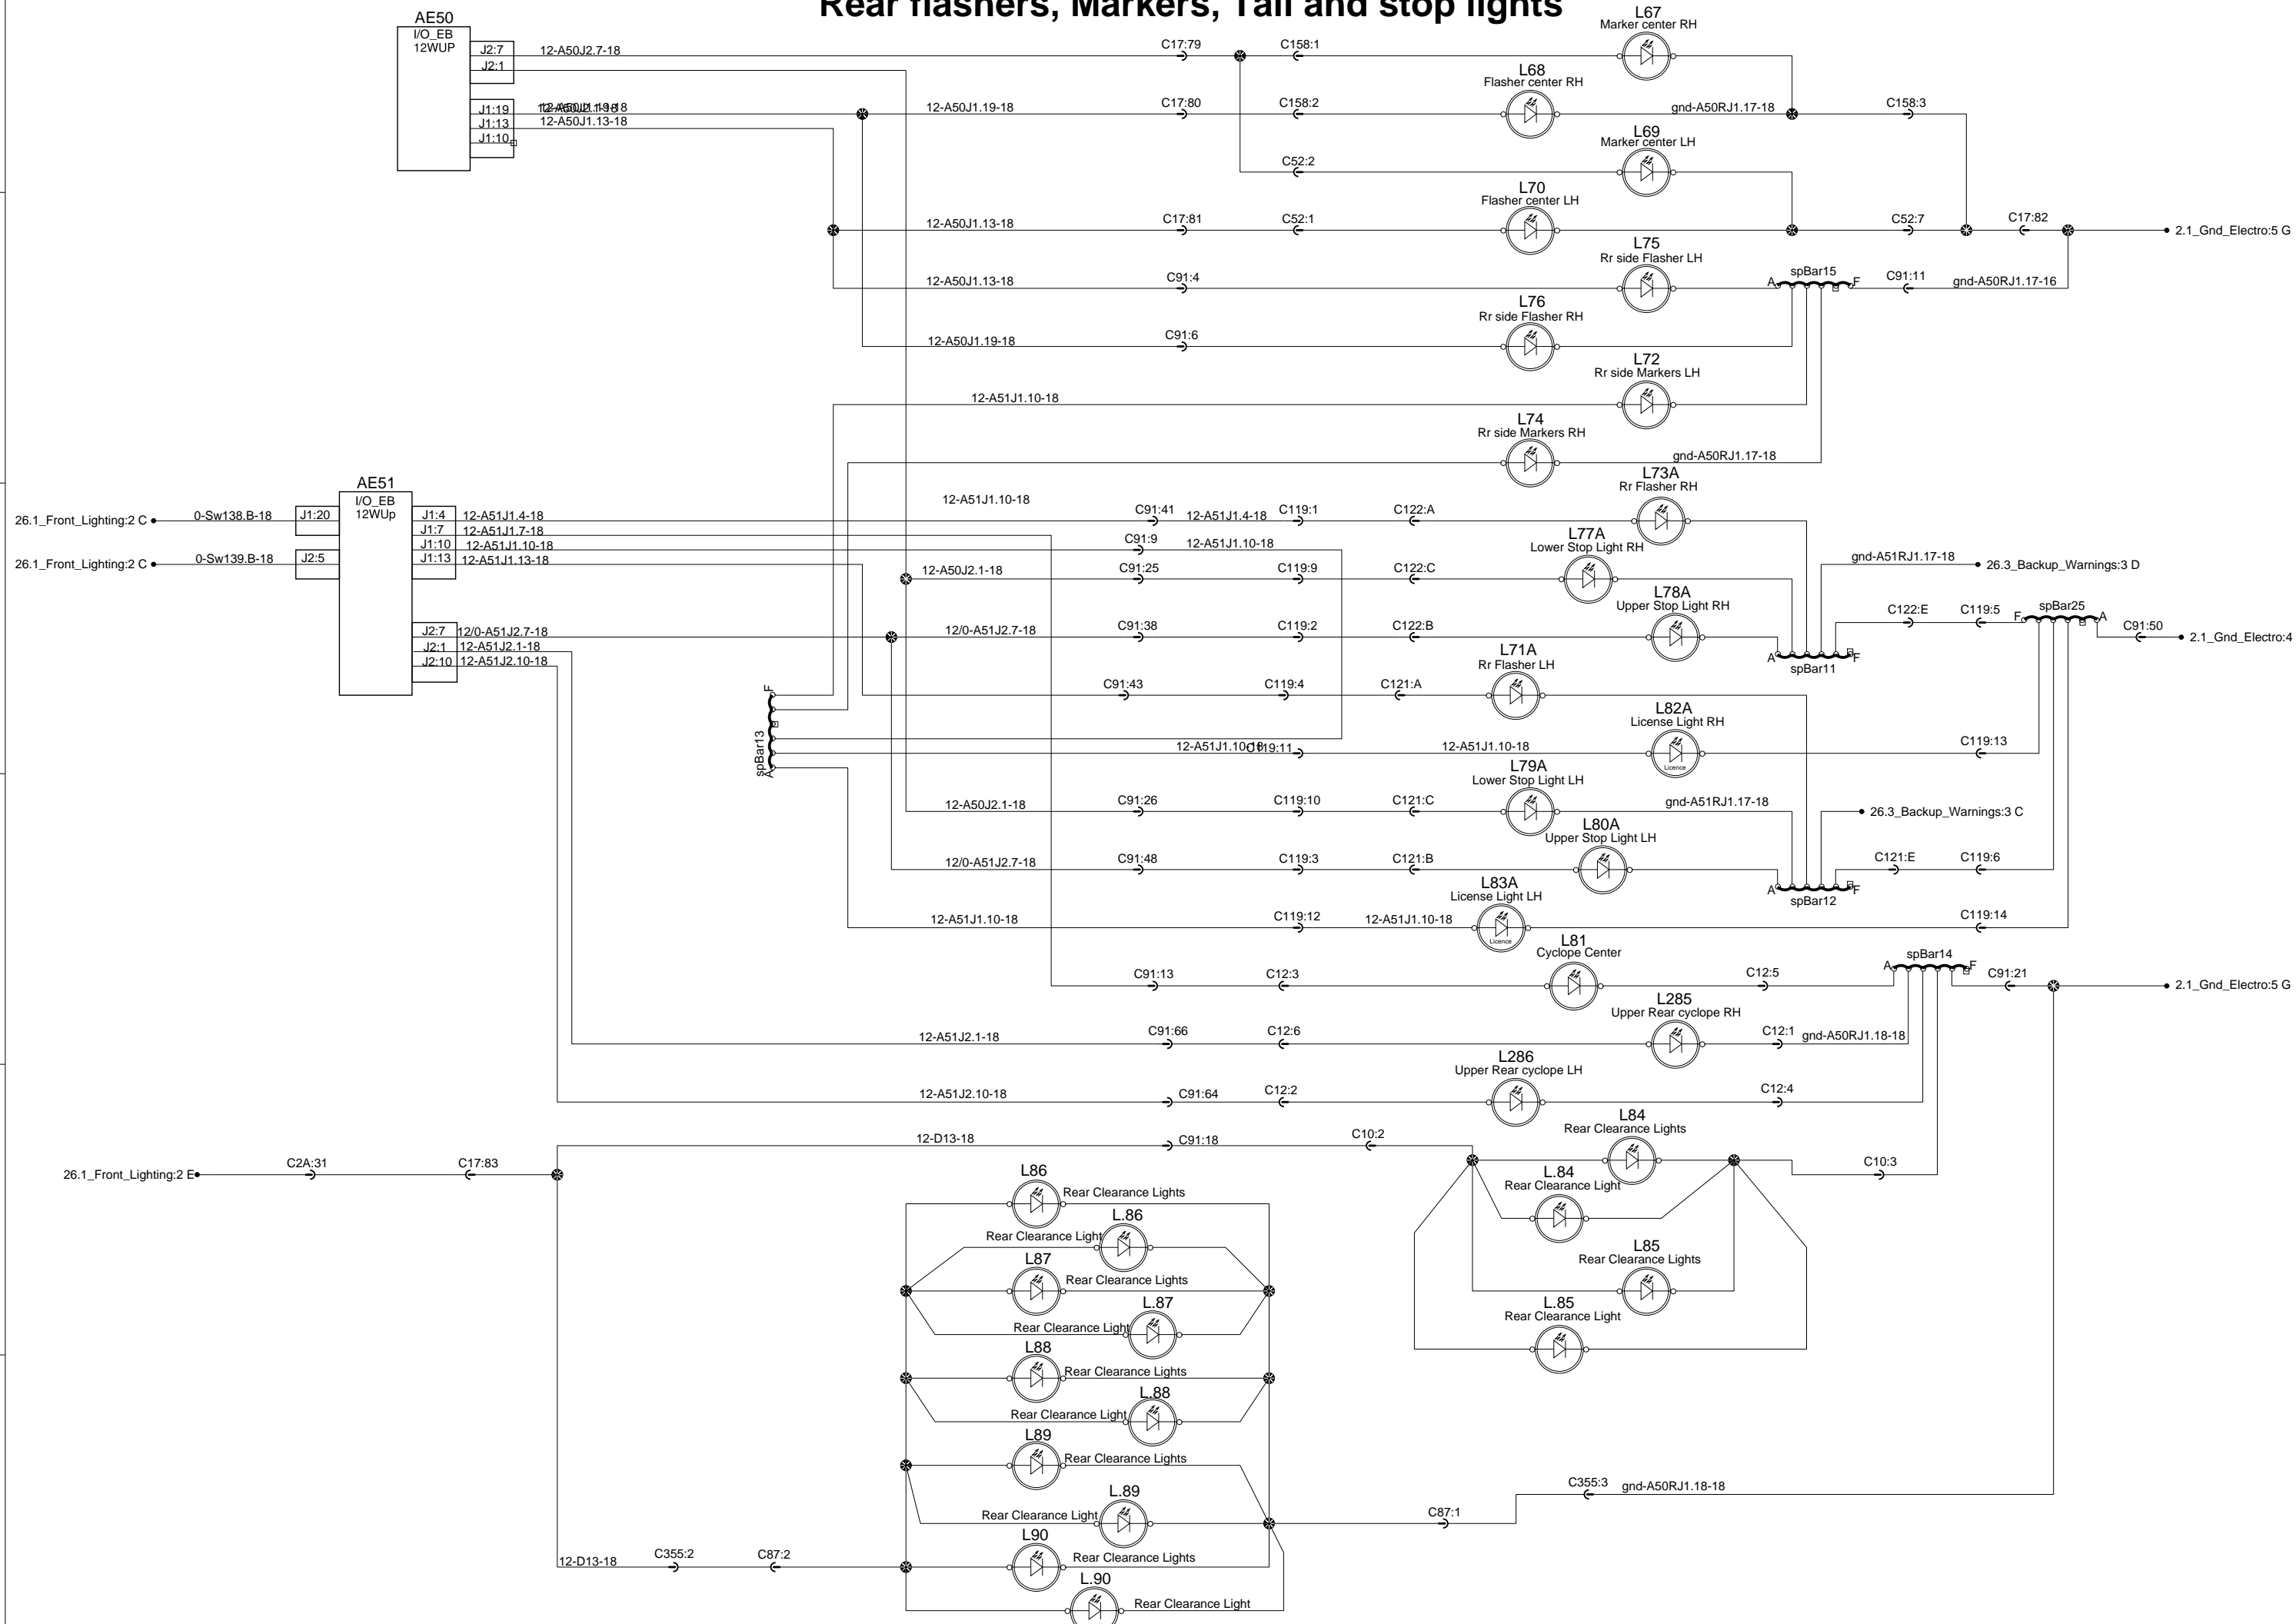 Rear flashers, Markers, Tail and stop lights
AE50
I/O_EB
12WUP
J2:7
J2:1
J1:19
J1:13
J1:10
12-A50J2.7-18
12-A50J2.1-18
12-A50J1.19-18
12-A50J1.13-18
C17:79
C158:1
L67
Marker center RH
L68
Flasher center RH
12-A50J1.19-18
C17:80
C158:2
gnd-A50RJ1.17-18
C158:3
L69
Marker center LH
C52:2
L70
Flasher center LH
12-A50J1.13-18
C17:81
C52:1
C52:7
C17:82
2.1_Gnd_Electro:5 G
L75
Rr side Flasher LH
12-A50J1.13-18
C91:4
spBar15
A
F
C91:11
gnd-A50RJ1.17-16
L76
Rr side Flasher RH
12-A50J1.19-18
C91:6
L72
Rr side Markers LH
12-A51J1.10-18
L74
Rr side Markers RH
gnd-A50RJ1.17-18
AE51
I/O_EB
12WUp
26.1_Front_Lighting:2 C
0-Sw138.B-18
J1:20
26.1_Front_Lighting:2 C
0-Sw139.B-18
J2:5
J1:4
J1:7
J1:10
J1:13
12-A51J1.4-18
12-A51J1.7-18
12-A51J1.10-18
12-A51J1.13-18
J2:7
J2:1
J2:10
12/0-A51J2.7-18
12-A51J2.1-18
12-A51J2.10-18
12-A51J1.10-18
L73A
Rr Flasher RH
C91:41
12-A51J1.4-18
C119:1
C122:A
C91:9
12-A51J1.10-18
L77A
Lower Stop Light RH
12-A50J2.1-18
C91:25
C119:9
C122:C
gnd-A51RJ1.17-18
26.3_Backup_Warnings:3 D
L78A
Upper Stop Light RH
12/0-A51J2.7-18
C91:38
C119:2
C122:B
C122:E
C119:5
F
spBar25
A
C91:50
2.1_Gnd_Electro:4
A
F
spBar11
L71A
Rr Flasher LH
C91:43
C119:4
C121:A
F
spBar13
A
L82A
License Light RH
12-A51J1.10-18
C119:11
12-A51J1.10-18
Licence
C119:13
L79A
Lower Stop Light LH
12-A50J2.1-18
C91:26
C119:10
C121:C
gnd-A51RJ1.17-18
26.3_Backup_Warnings:3 C
L80A
Upper Stop Light LH
12/0-A51J2.7-18
C91:48
C119:3
C121:B
C121:E
C119:6
A
F
spBar12
L83A
License Light LH
12-A51J1.10-18
C119:12
12-A51J1.10-18
Licence
C119:14
L81
Cyclope Center
C91:13
C12:3
C12:5
A
spBar14
F
C91:21
2.1_Gnd_Electro:5 G
L285
Upper Rear cyclope RH
12-A51J2.1-18
C91:66
C12:6
C12:1
gnd-A50RJ1.18-18
L286
Upper Rear cyclope LH
12-A51J2.10-18
C91:64
C12:2
C12:4
12-D13-18
C91:18
C10:2
L84
Rear Clearance Lights
26.1_Front_Lighting:2 E
C2A:31
C17:83
C10:3
L.84
Rear Clearance Light
L85
Rear Clearance Lights
L.85
Rear Clearance Light
L86
Rear Clearance Lights
L.86
Rear Clearance Light
L87
Rear Clearance Lights
L.87
Rear Clearance Light
L88
Rear Clearance Lights
L.88
Rear Clearance Light
L89
Rear Clearance Lights
L.89
Rear Clearance Light
C87:1
C355:3
gnd-A50RJ1.18-18
L90
Rear Clearance Lights
12-D13-18
C355:2
C87:2
L.90
Rear Clearance Light